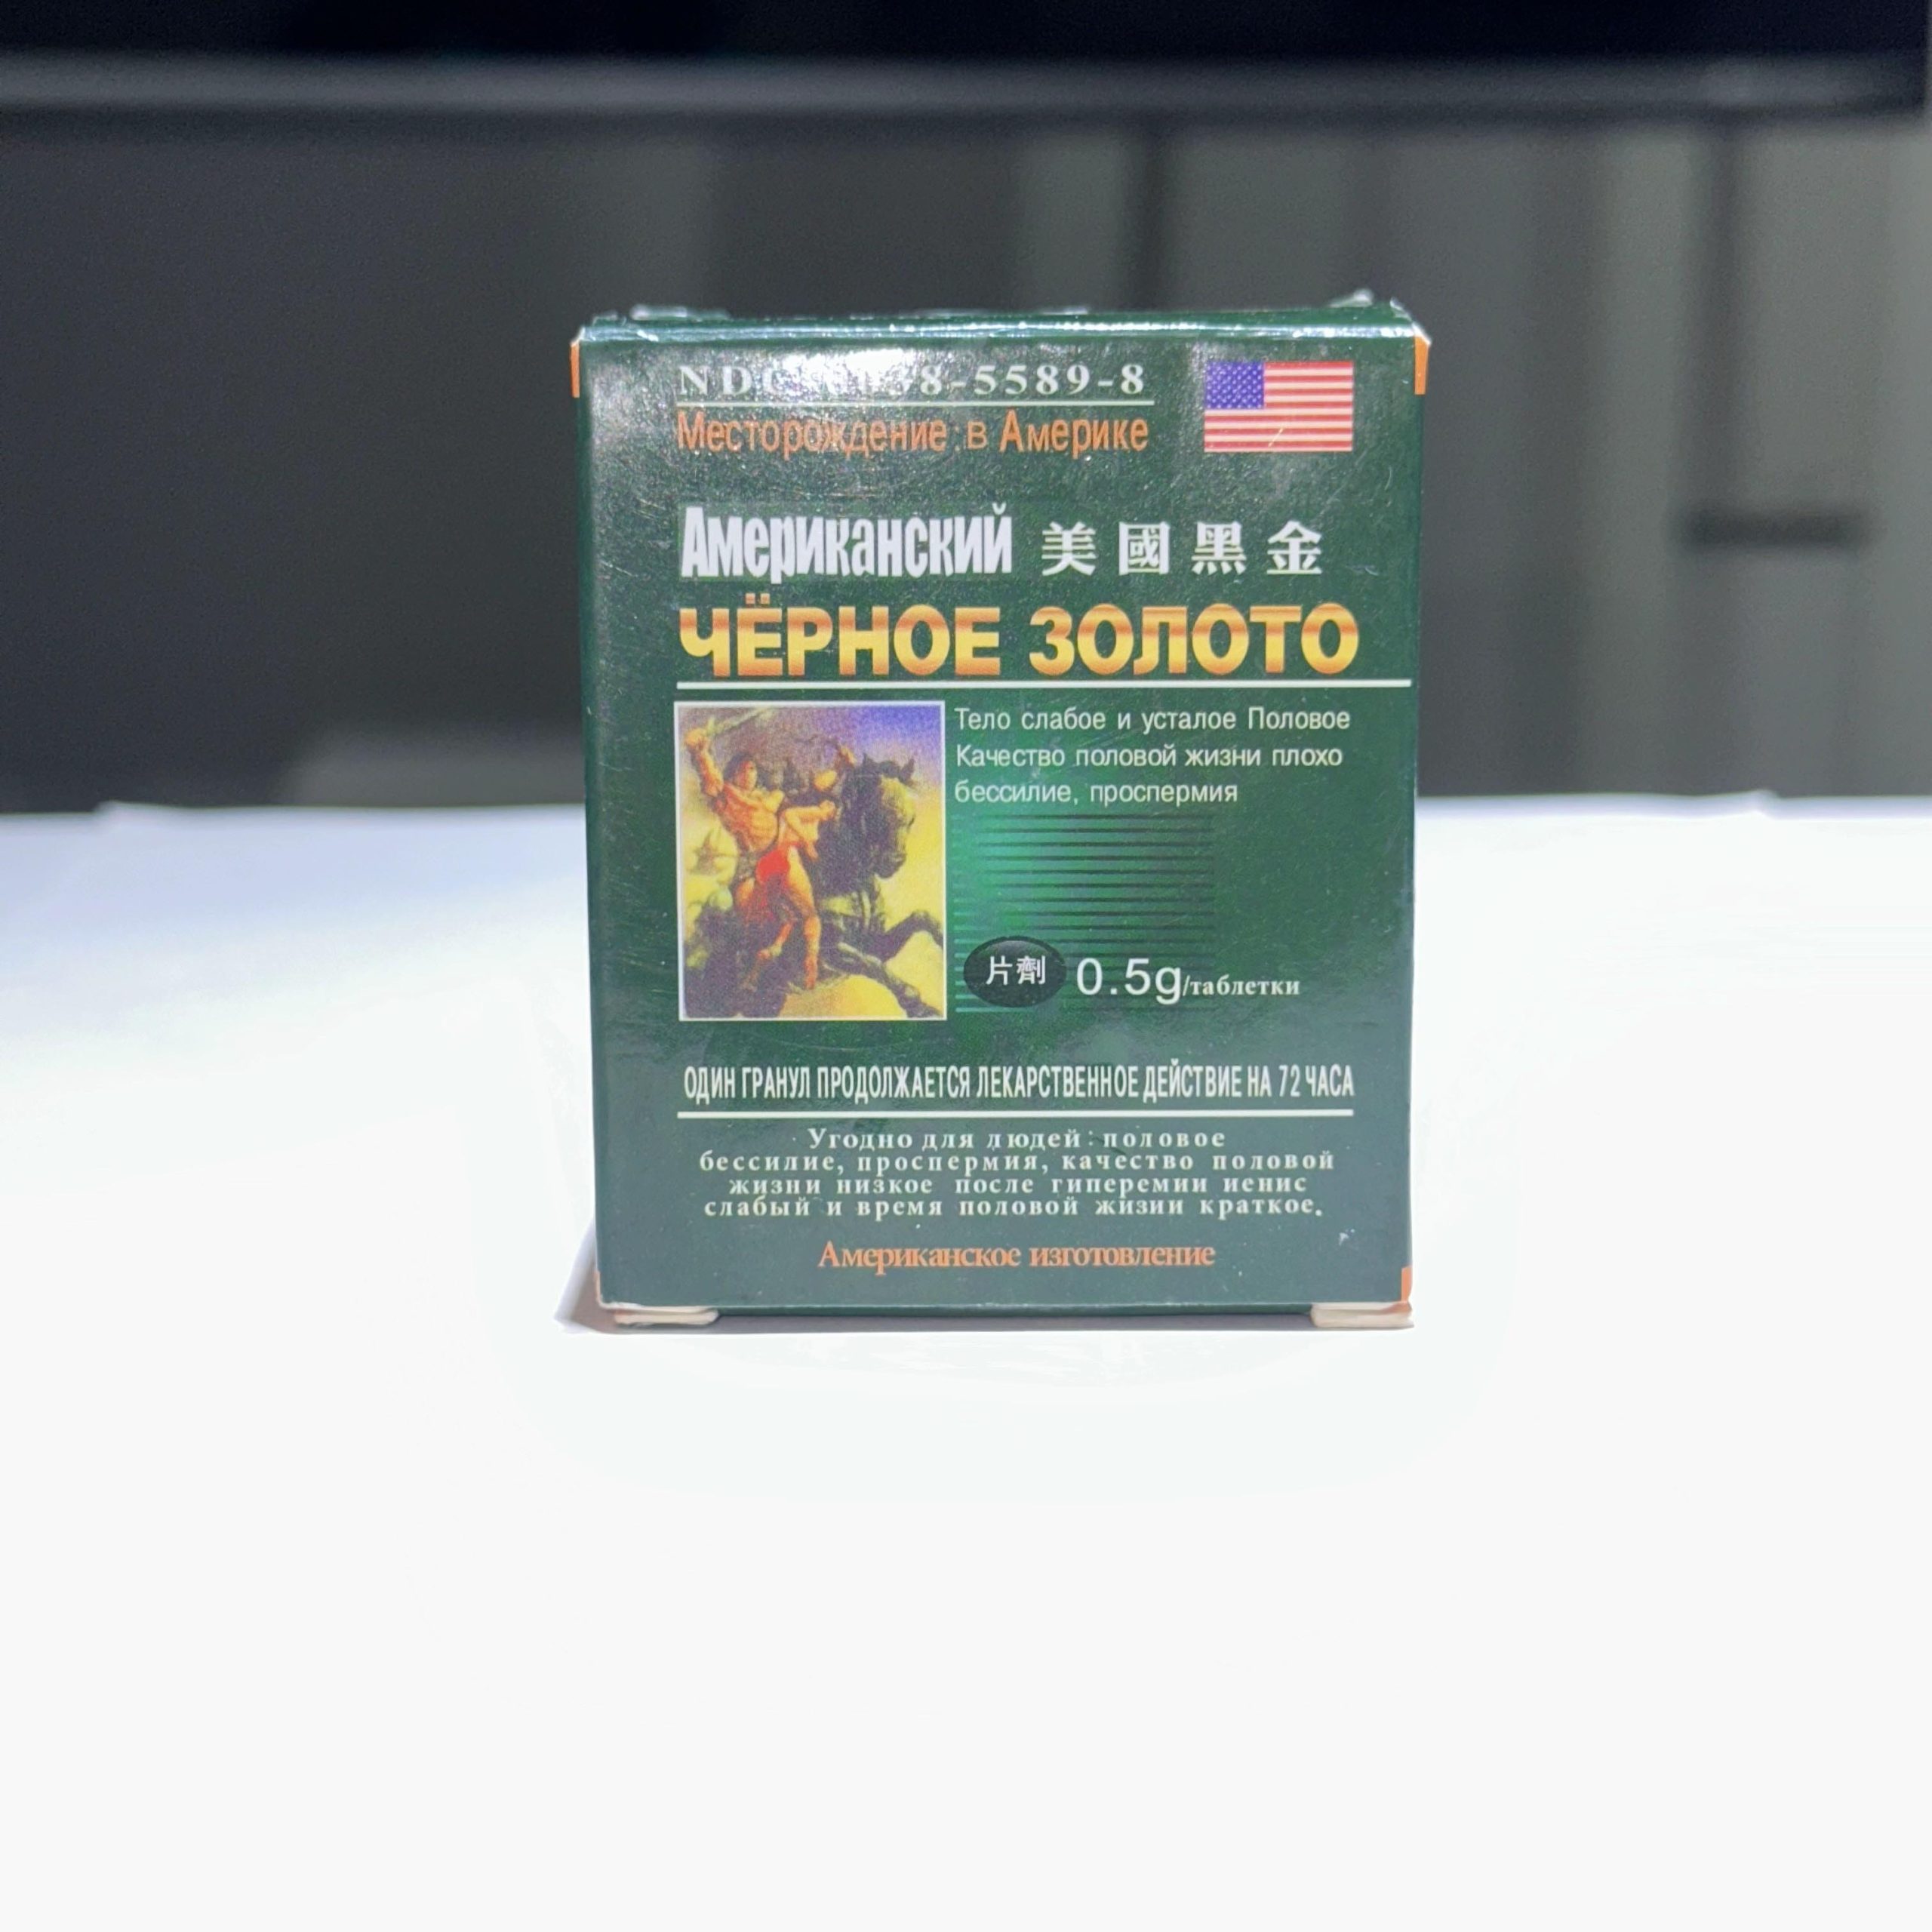 8-5589-8
Месторождение в Америке
Американский 美國黑金
ЧЁРНОЕ ЗОЛОТО
Тело слабое и усталое Половое
Качество половой жизни плохо
бессилие, проспермия
片劑 0.5g/таблетки
ОДИН ГРАНУЛ ПРОДОЛЖАЕТСЯ ЛЕКАРСТВЕННОЕ ДЕЙСТВИЕ НА 72 ЧАСА
Угодно для людей: половое
бессилие, проспермия, качество половой
жизни низкое после гиперемии иенис
слабый и время половой жизии краткое.
Американское изготовление